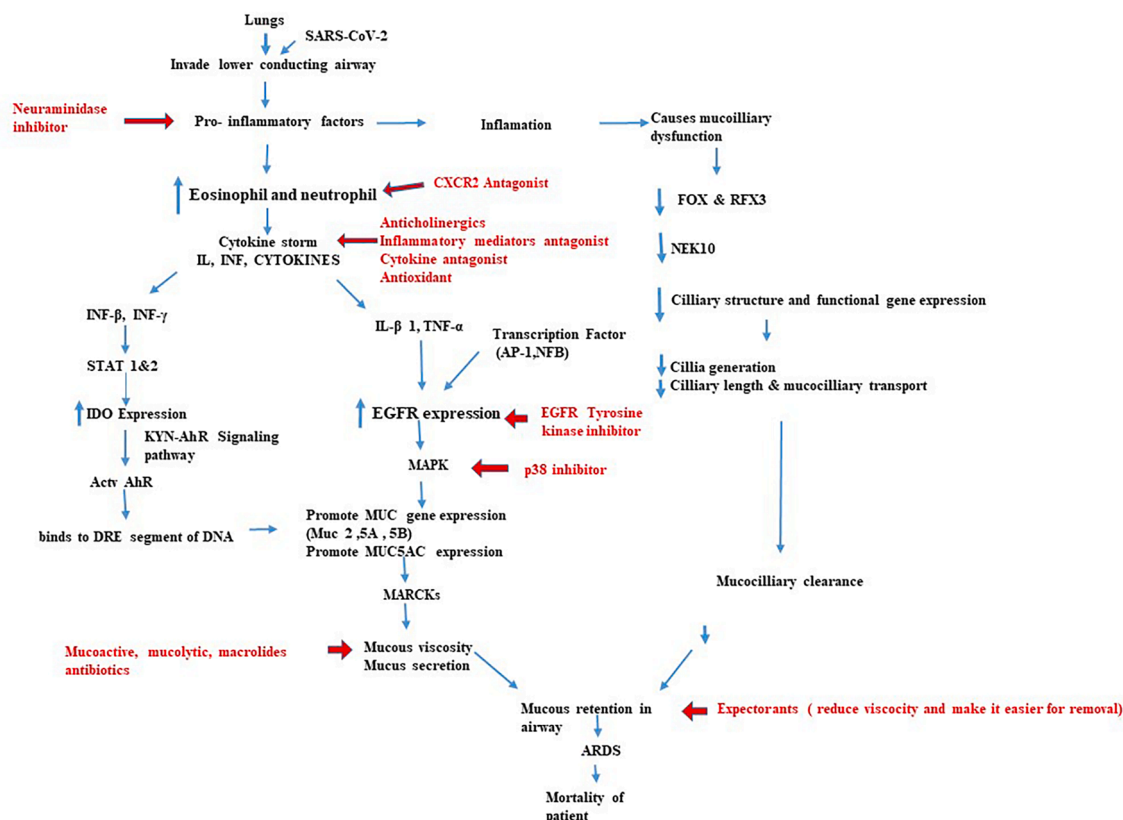 Lungs
SARS-CoV-2
Invade lower conducting airway
Neuraminidase
inhibitor
Pro- inflammatory factors
Inflamation
Causes mucoilliary
dysfunction
Eosinophil and neutrophil
CXCR2 Antagonist
FOX & RFX3
Anticholinergics
Inflammatory mediators antagonist
Cytokine antagonist
Antioxidant
Cytokine storm
IL, INF, CYTOKINES
NEK10
Cilliary structure and functional gene expression
INF-β, INF-γ
IL-β 1, TNF-α
Transcription Factor
(AP-1,NFB)
STAT 1&2
Cillia generation
Cilliary length & mucocilliary transport
IDO Expression
EGFR expression
EGFR Tyrosine
kinase inhibitor
KYN-AhR Signaling
pathway
MAPK
p38 inhibitor
Actv AhR
binds to DRE segment of DNA
Promote MUC gene expression
(Muc 2 ,5A , 5B)
Promote MUC5AC expression
Mucocilliary clearance
MARCKs
Mucoactive, mucolytic, macrolides
antibiotics
Mucous viscosity
Mucus secretion
Mucous retention in
airway
Expectorants ( reduce viscocity and make it easier for removal)
ARDS
Mortality of
patient